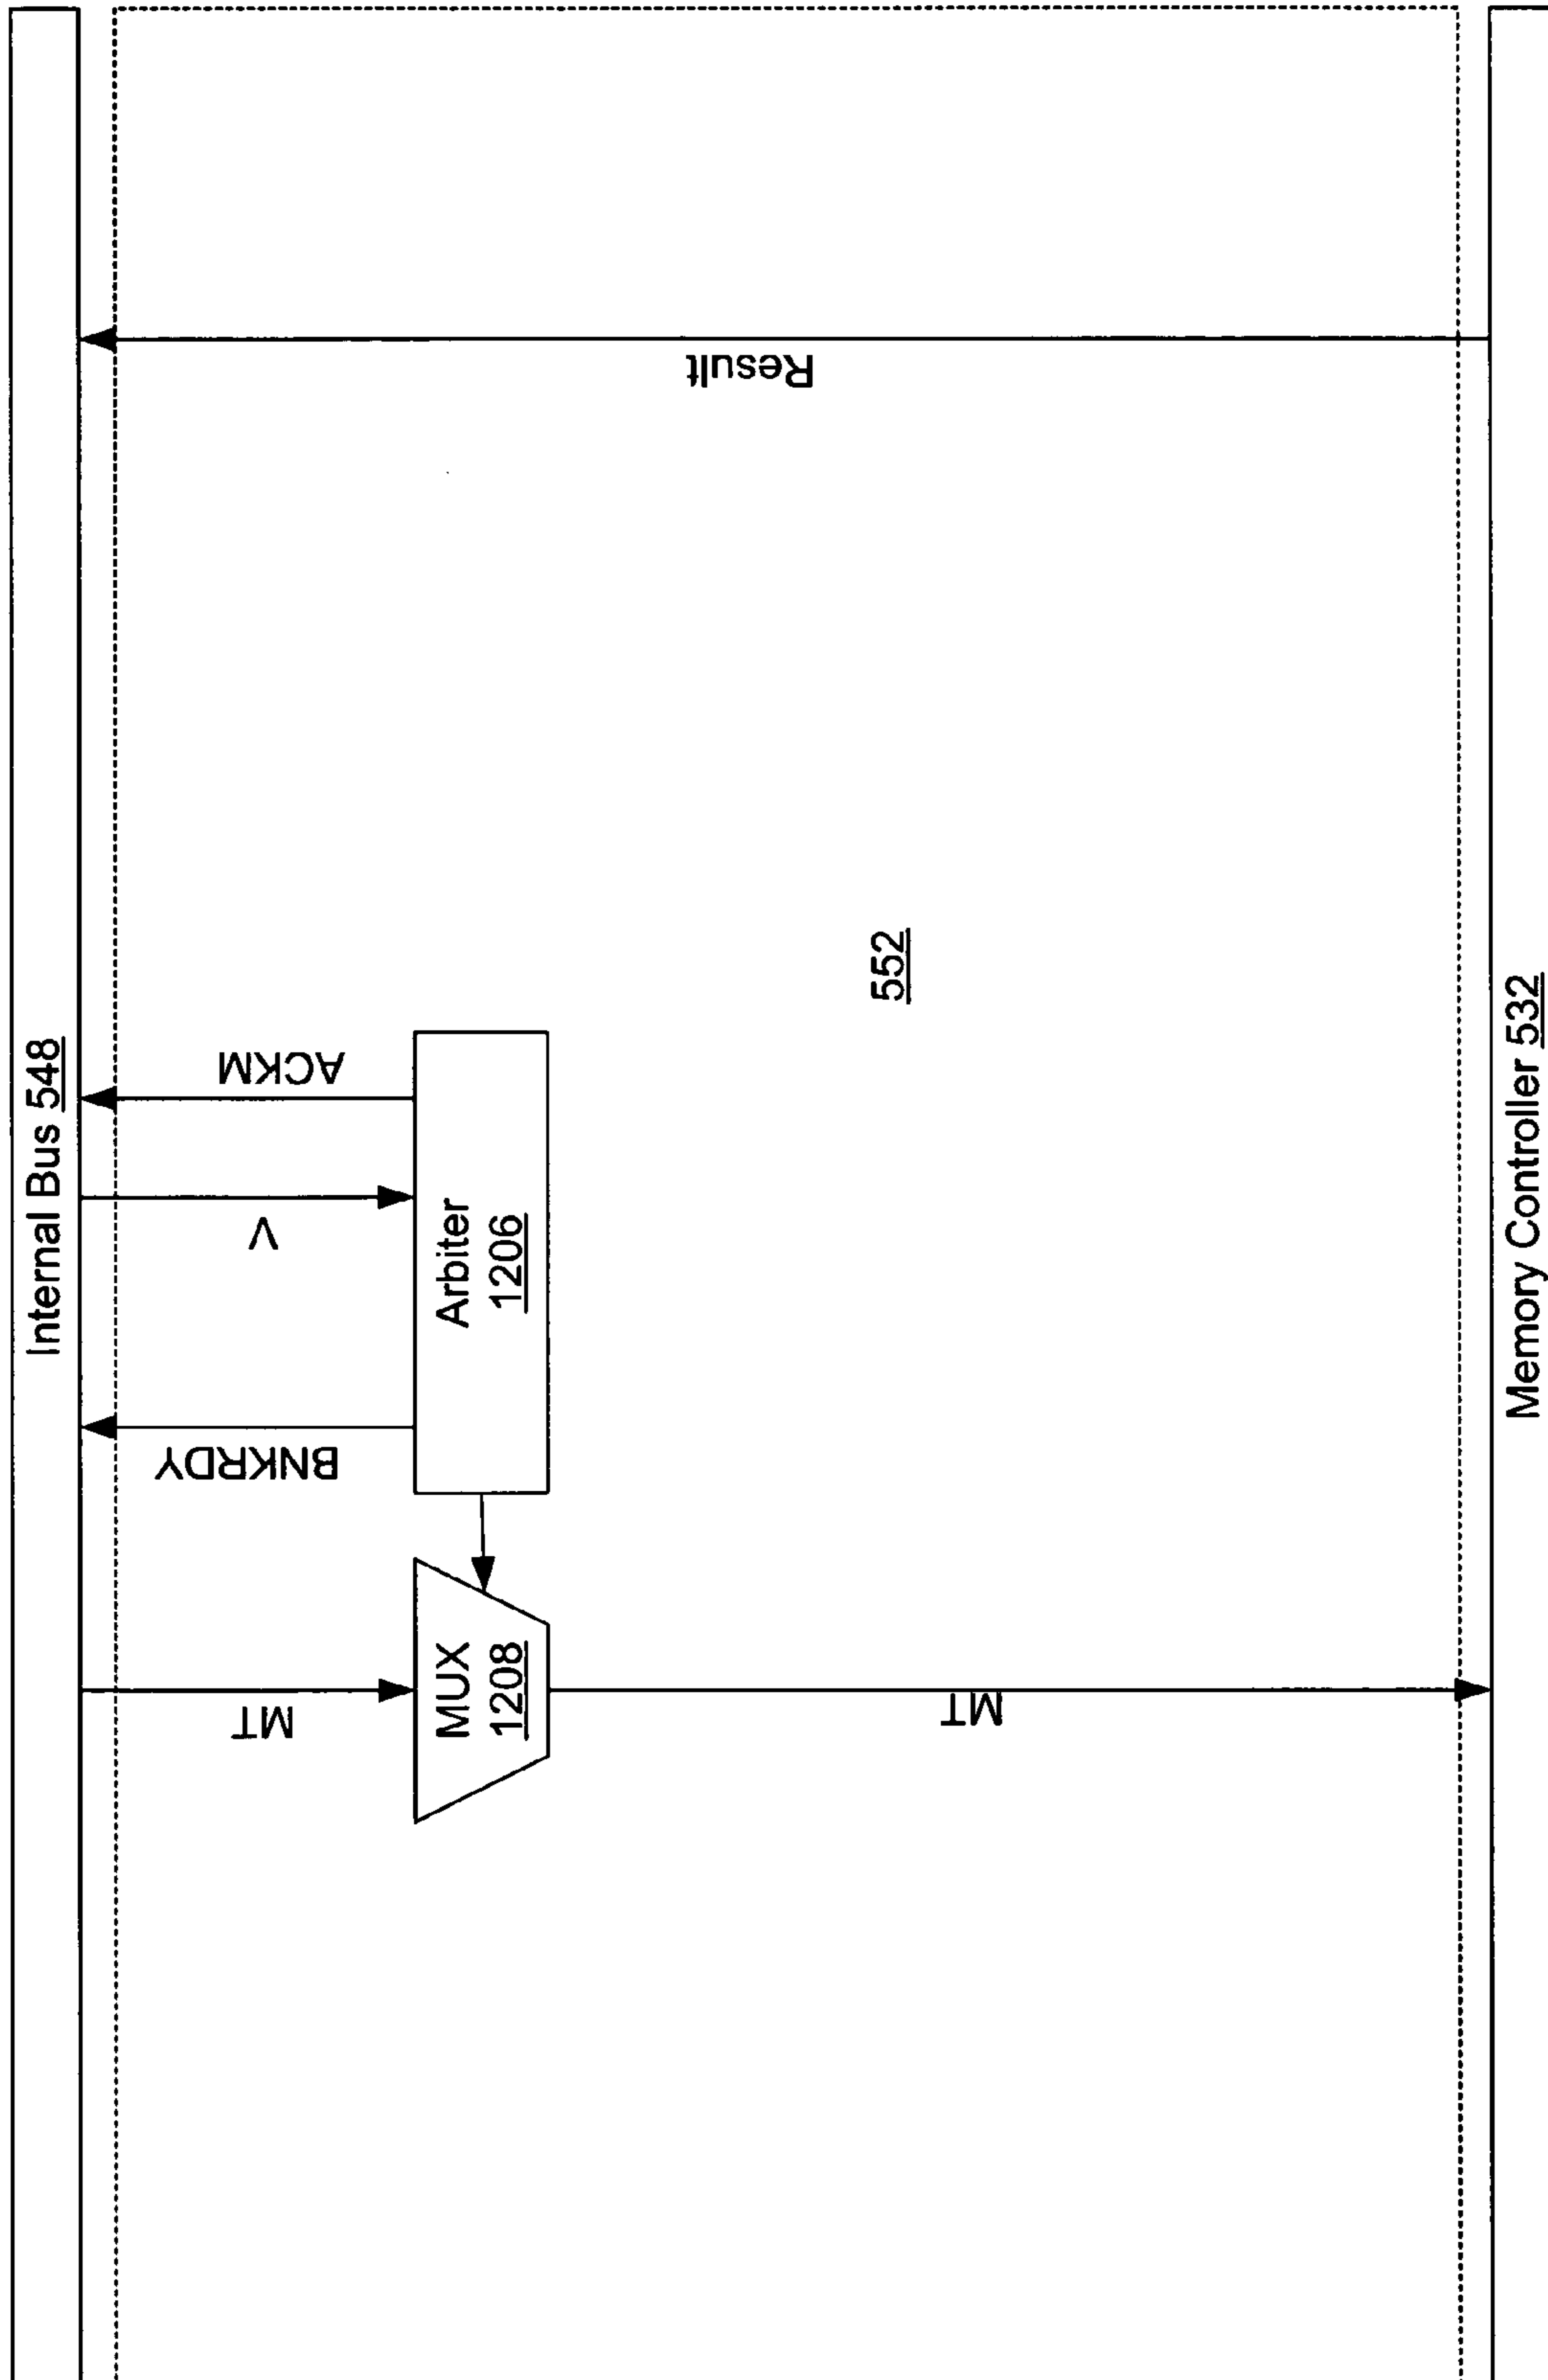 Internal Bus 548
MT
BNKRDY
V
ACKM
MUX
1208
Arbiter
1206
552
MT
Result
Memory Controller 532